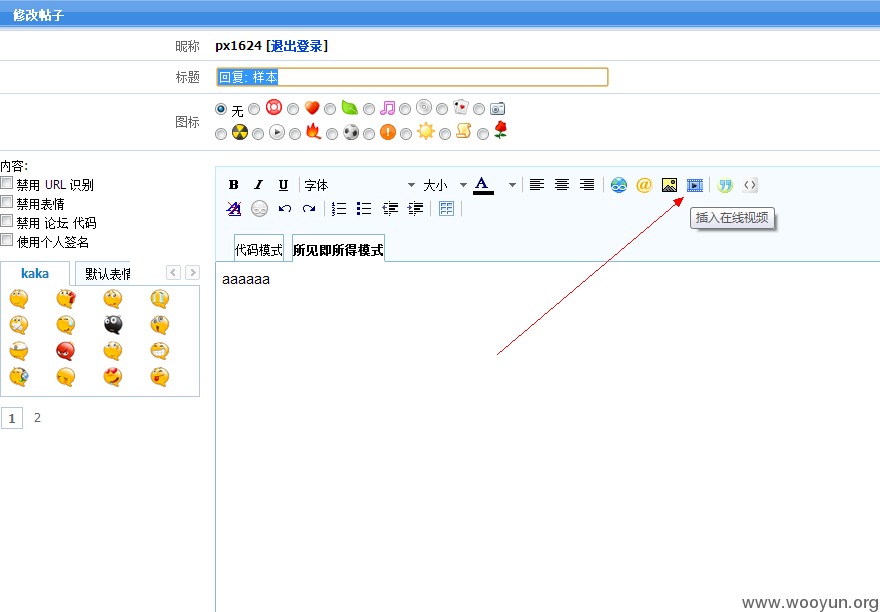 修改帖子
昵称 px1624 [退出登录]
标题 回复: 样本
图标 无
内容:
禁用 URL 识别
禁用表情
禁用 论坛 代码
使用个人签名
kaka 默认表情
1 2
B I U 字体 大小 A
插入在线视频
代码模式 所见即所得模式
aaaaaa
www.wooyun.org